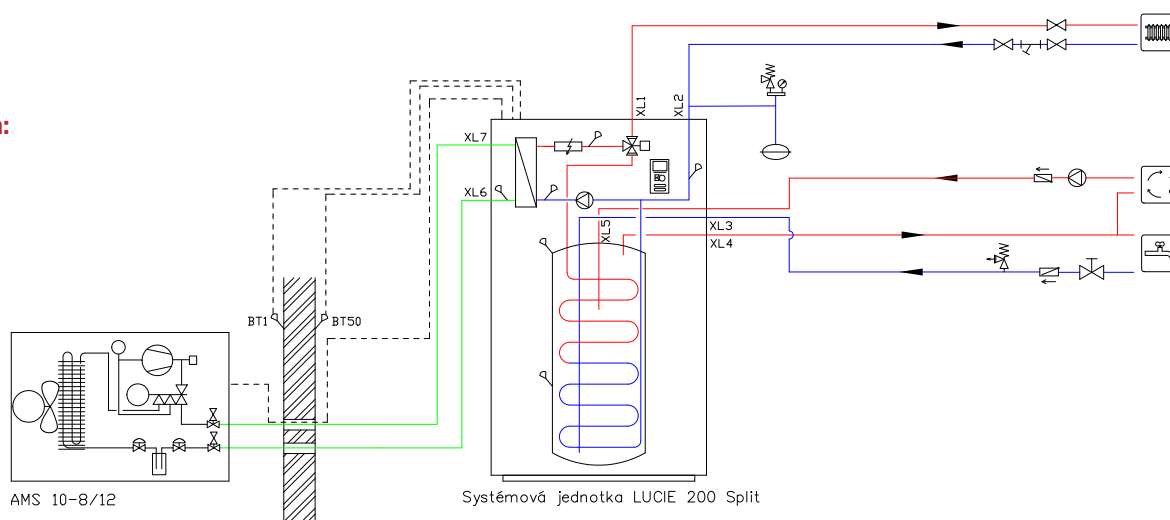 XL1
XL2
XL7
XL6
XL5
XL3
XL4
BT1
BT50
AMS 10-8/12
Systémová jednotka LUCIE 200 Split